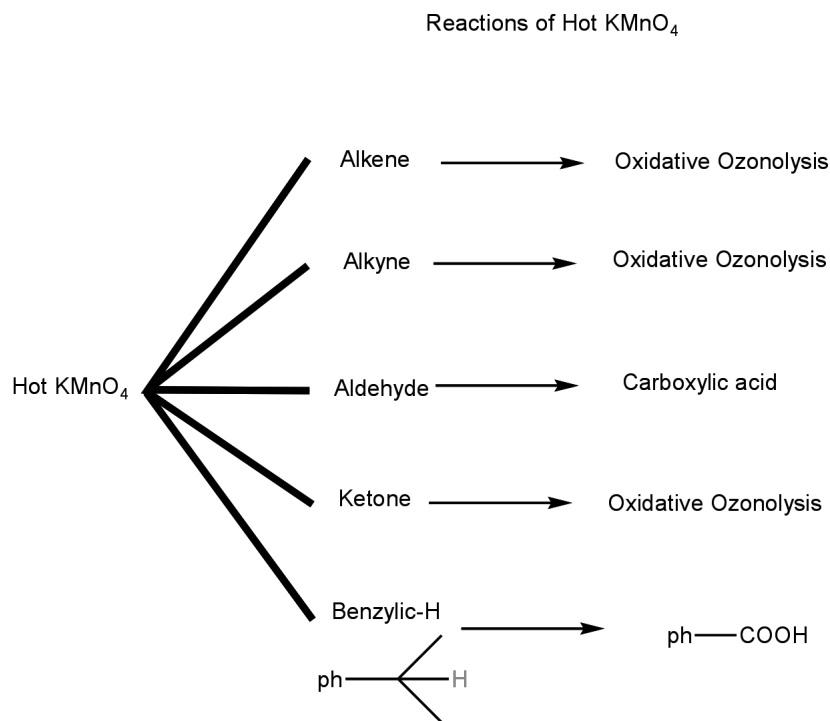 Reactions of Hot KMnO₄
Alkene
Oxidative Ozonolysis
Alkyne
Oxidative Ozonolysis
Hot KMnO₄
Aldehyde
Carboxylic acid
Ketone
Oxidative Ozonolysis
Benzylic-H
ph
COOH
ph
H